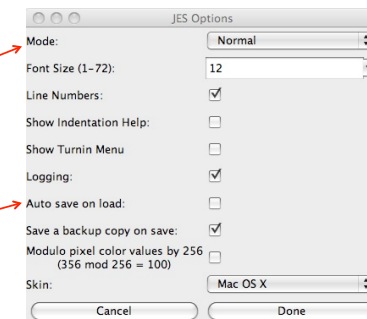 JES Options
Mode: Normal
Font Size (1-72): 12
Line Numbers:
Show Indentation Help:
Show Turnin Menu
Logging:
Auto save on load:
Save a backup copy on save:
Modulo pixel color values by 256
(356 mod 256 = 100)
Skin: Mac OS X
Cancel Done